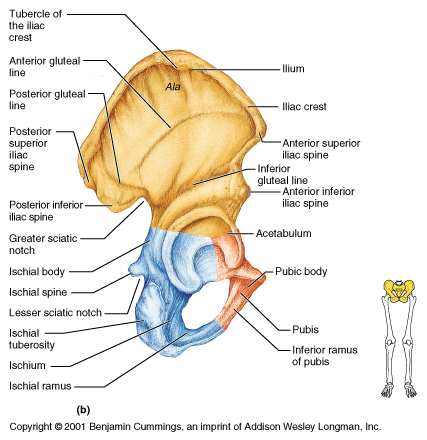 Tubercle of
the iliac
crest
Anterior gluteal
line
Posterior gluteal
line
Posterior
superior
iliac
spine
Posterior inferior
iliac spine
Greater sciatic
notch
Ischial body
Ischial spine
Lesser sciatic notch
Ischial
tuberosity
Ischium
Ischial ramus
Ala
Ilium
Iliac crest
Anterior superior
iliac spine
Inferior
gluteal line
Anterior inferior
iliac spine
Acetabulum
Pubic body
Pubis
Inferior ramus
of pubis
(b)
Copyright © 2001 Benjamin Cummings, an imprint of Addison Wesley Longman, Inc.